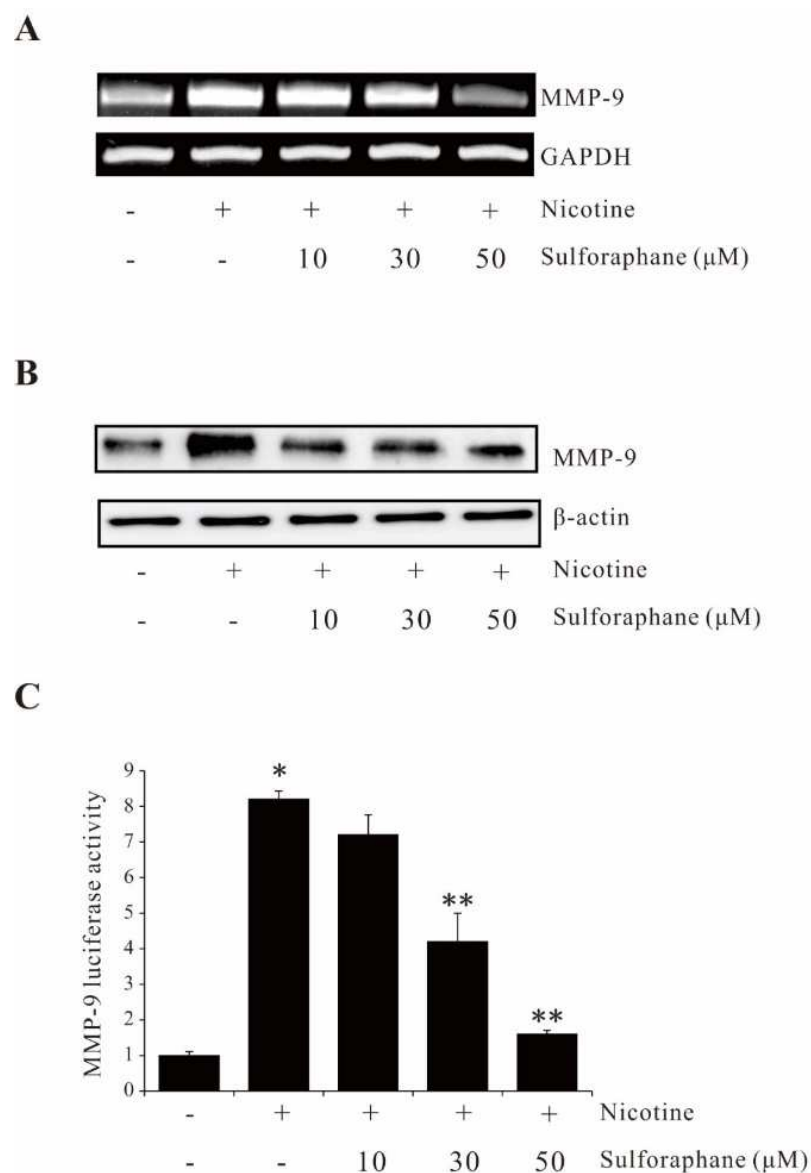 A
MMP-9
GAPDH
- + + + + Nicotine
- - 10 30 50 Sulforaphane (μM)
B
MMP-9
β-actin
- + + + + Nicotine
- - 10 30 50 Sulforaphane (μM)
C
MMP-9 luciferase activity
9
8
7
6
5
4
3
2
1
0
*
**
**
- + + + + Nicotine
- - 10 30 50 Sulforaphane (μM)